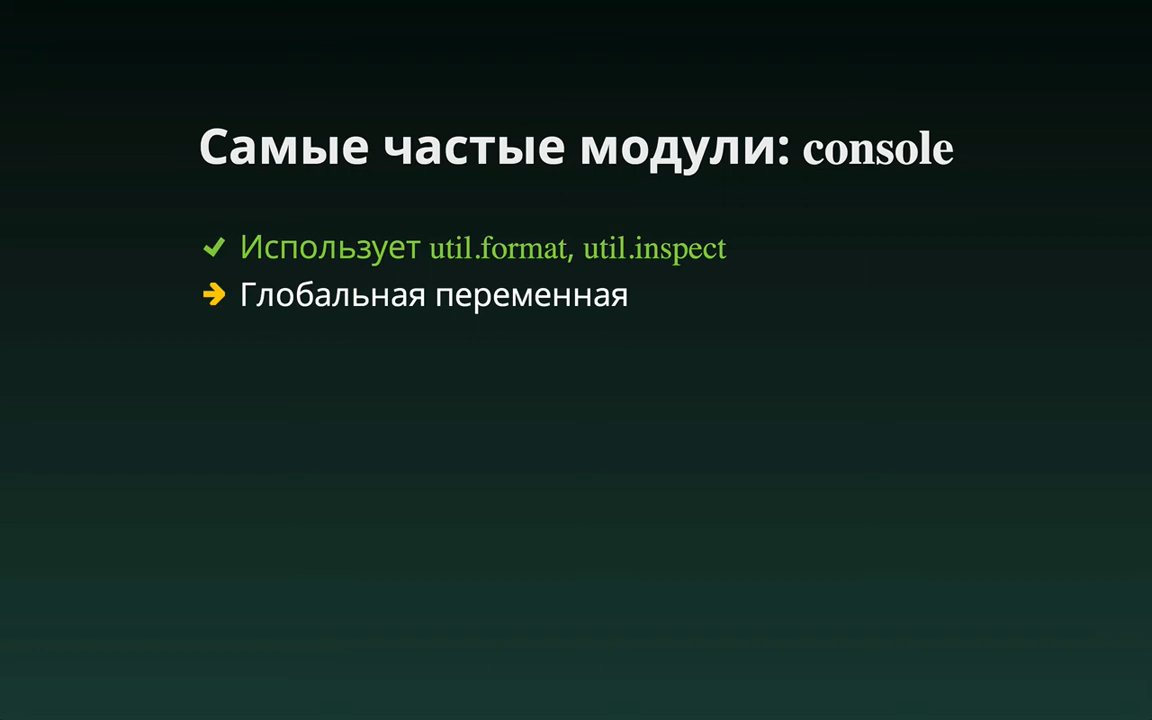 Самые частые модули: console
Использует util.format, util.inspect
Глобальная переменная